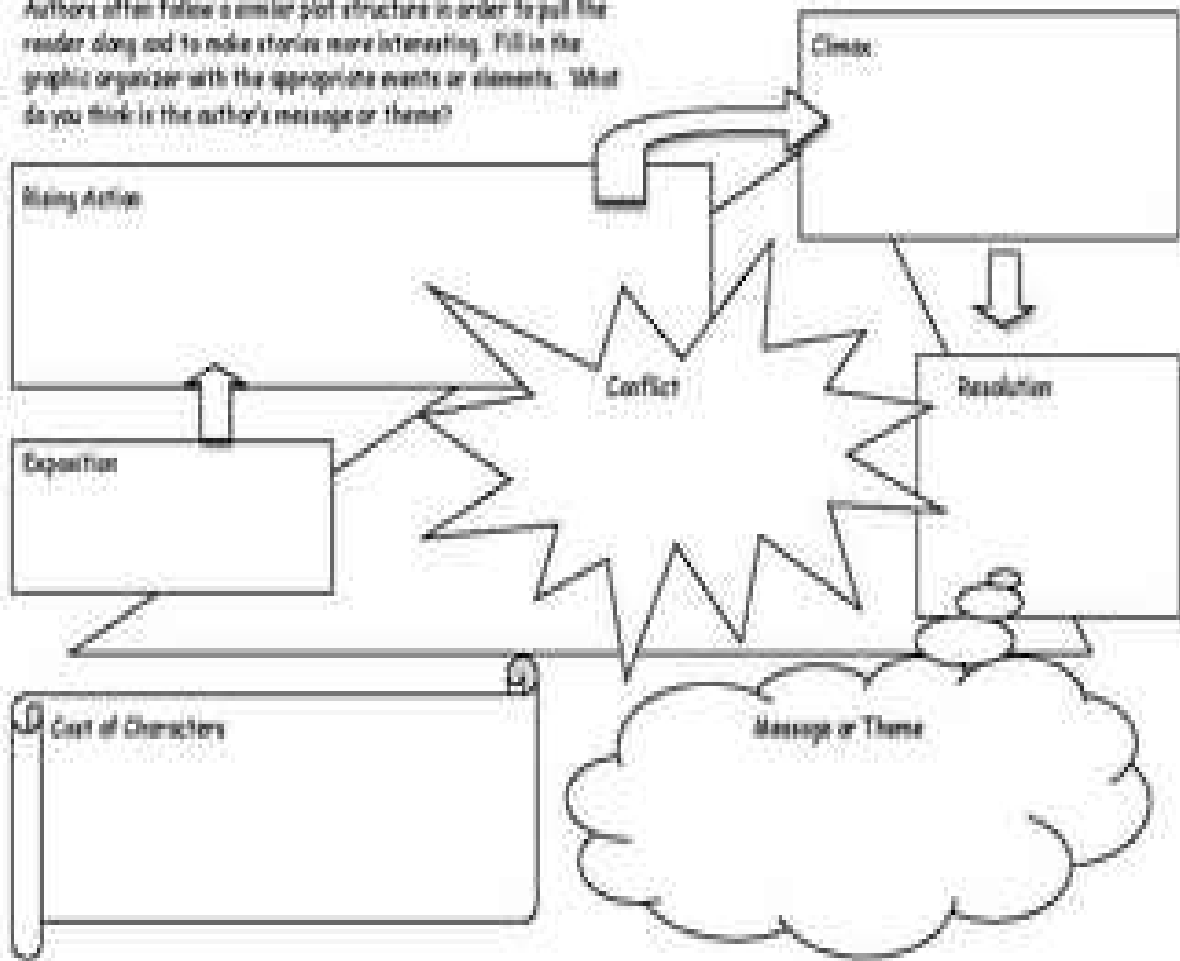 Authors often follow a similar plot structure in order to pull the
reader along and to make stories more interesting. Fill in the
graphic organizer with the appropriate events or elements. What
do you think is the author's message or theme?
Climax
Rising Action
Conflict
Resolution
Exposition
Cast of Characters
Message or Theme